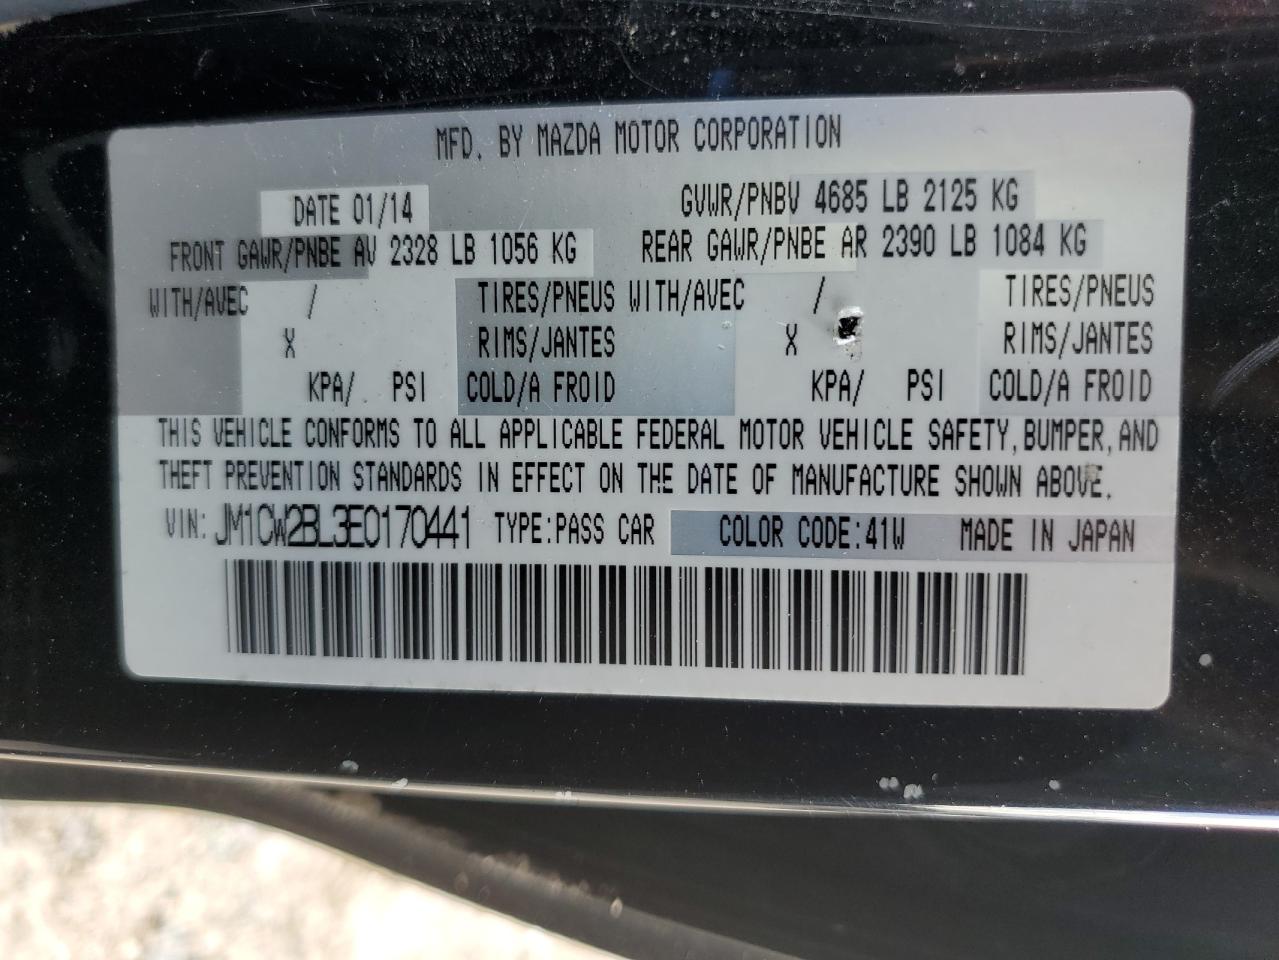 MFD. BY MAZDA MOTOR CORPORATION
DATE 01/14 GVWR/PNBV 4685 LB 2125 KG
FRONT GAWR/PNBE AV 2328 LB 1056 KG REAR GAWR/PNBE AR 2390 LB 1084 KG
WITH/AVEC / TIRES/PNEUS WITH/AVEC / TIRES/PNEUS
X RIMS/JANTES X RIMS/JANTES
KPA/ PSI COLD/A FROID KPA/ PSI COLD/A FROID
THIS VEHICLE CONFORMS TO ALL APPLICABLE FEDERAL MOTOR VEHICLE SAFETY, BUMPER, AND
THEFT PREVENTION STANDARDS IN EFFECT ON THE DATE OF MANUFACTURE SHOWN ABOVE.
VIN: JM1CW2BL3E0170441 TYPE: PASS CAR COLOR CODE: 41W MADE IN JAPAN